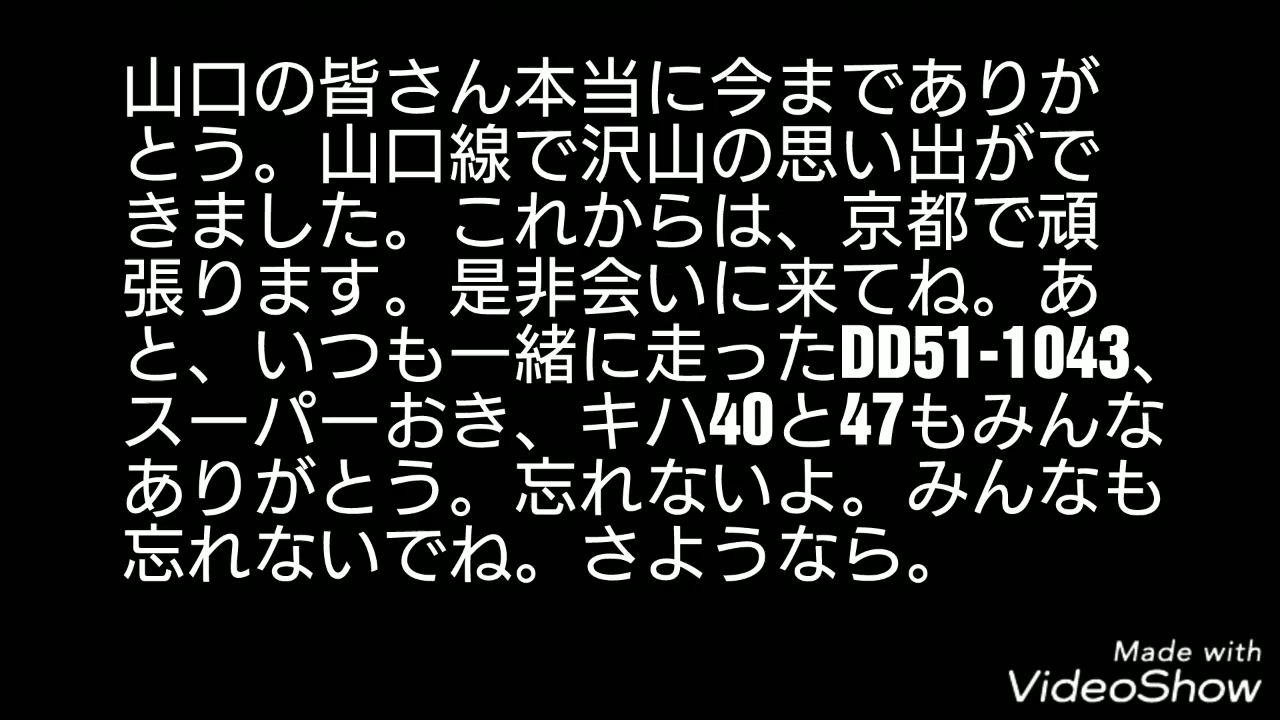 山口の皆さん本当に今までありが
とう。山口線で沢山の思い出がで
きました。これからは、京都で頑
張ります。是非会いに来てね。あ
と、いつも一緒に走ったDD51-1043、
スーパーおき、キハ40と47もみんな
ありがとう。忘れないよ。みんなも
忘れないでね。さようなら。
Made with
VideoShow